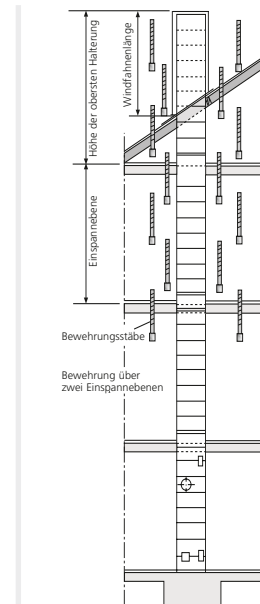 Höhe der obersten Halterung
Windfahnenlänge
Einspannebene
Bewehrungsstäbe
Bewehrung über
zwei Einspannebenen